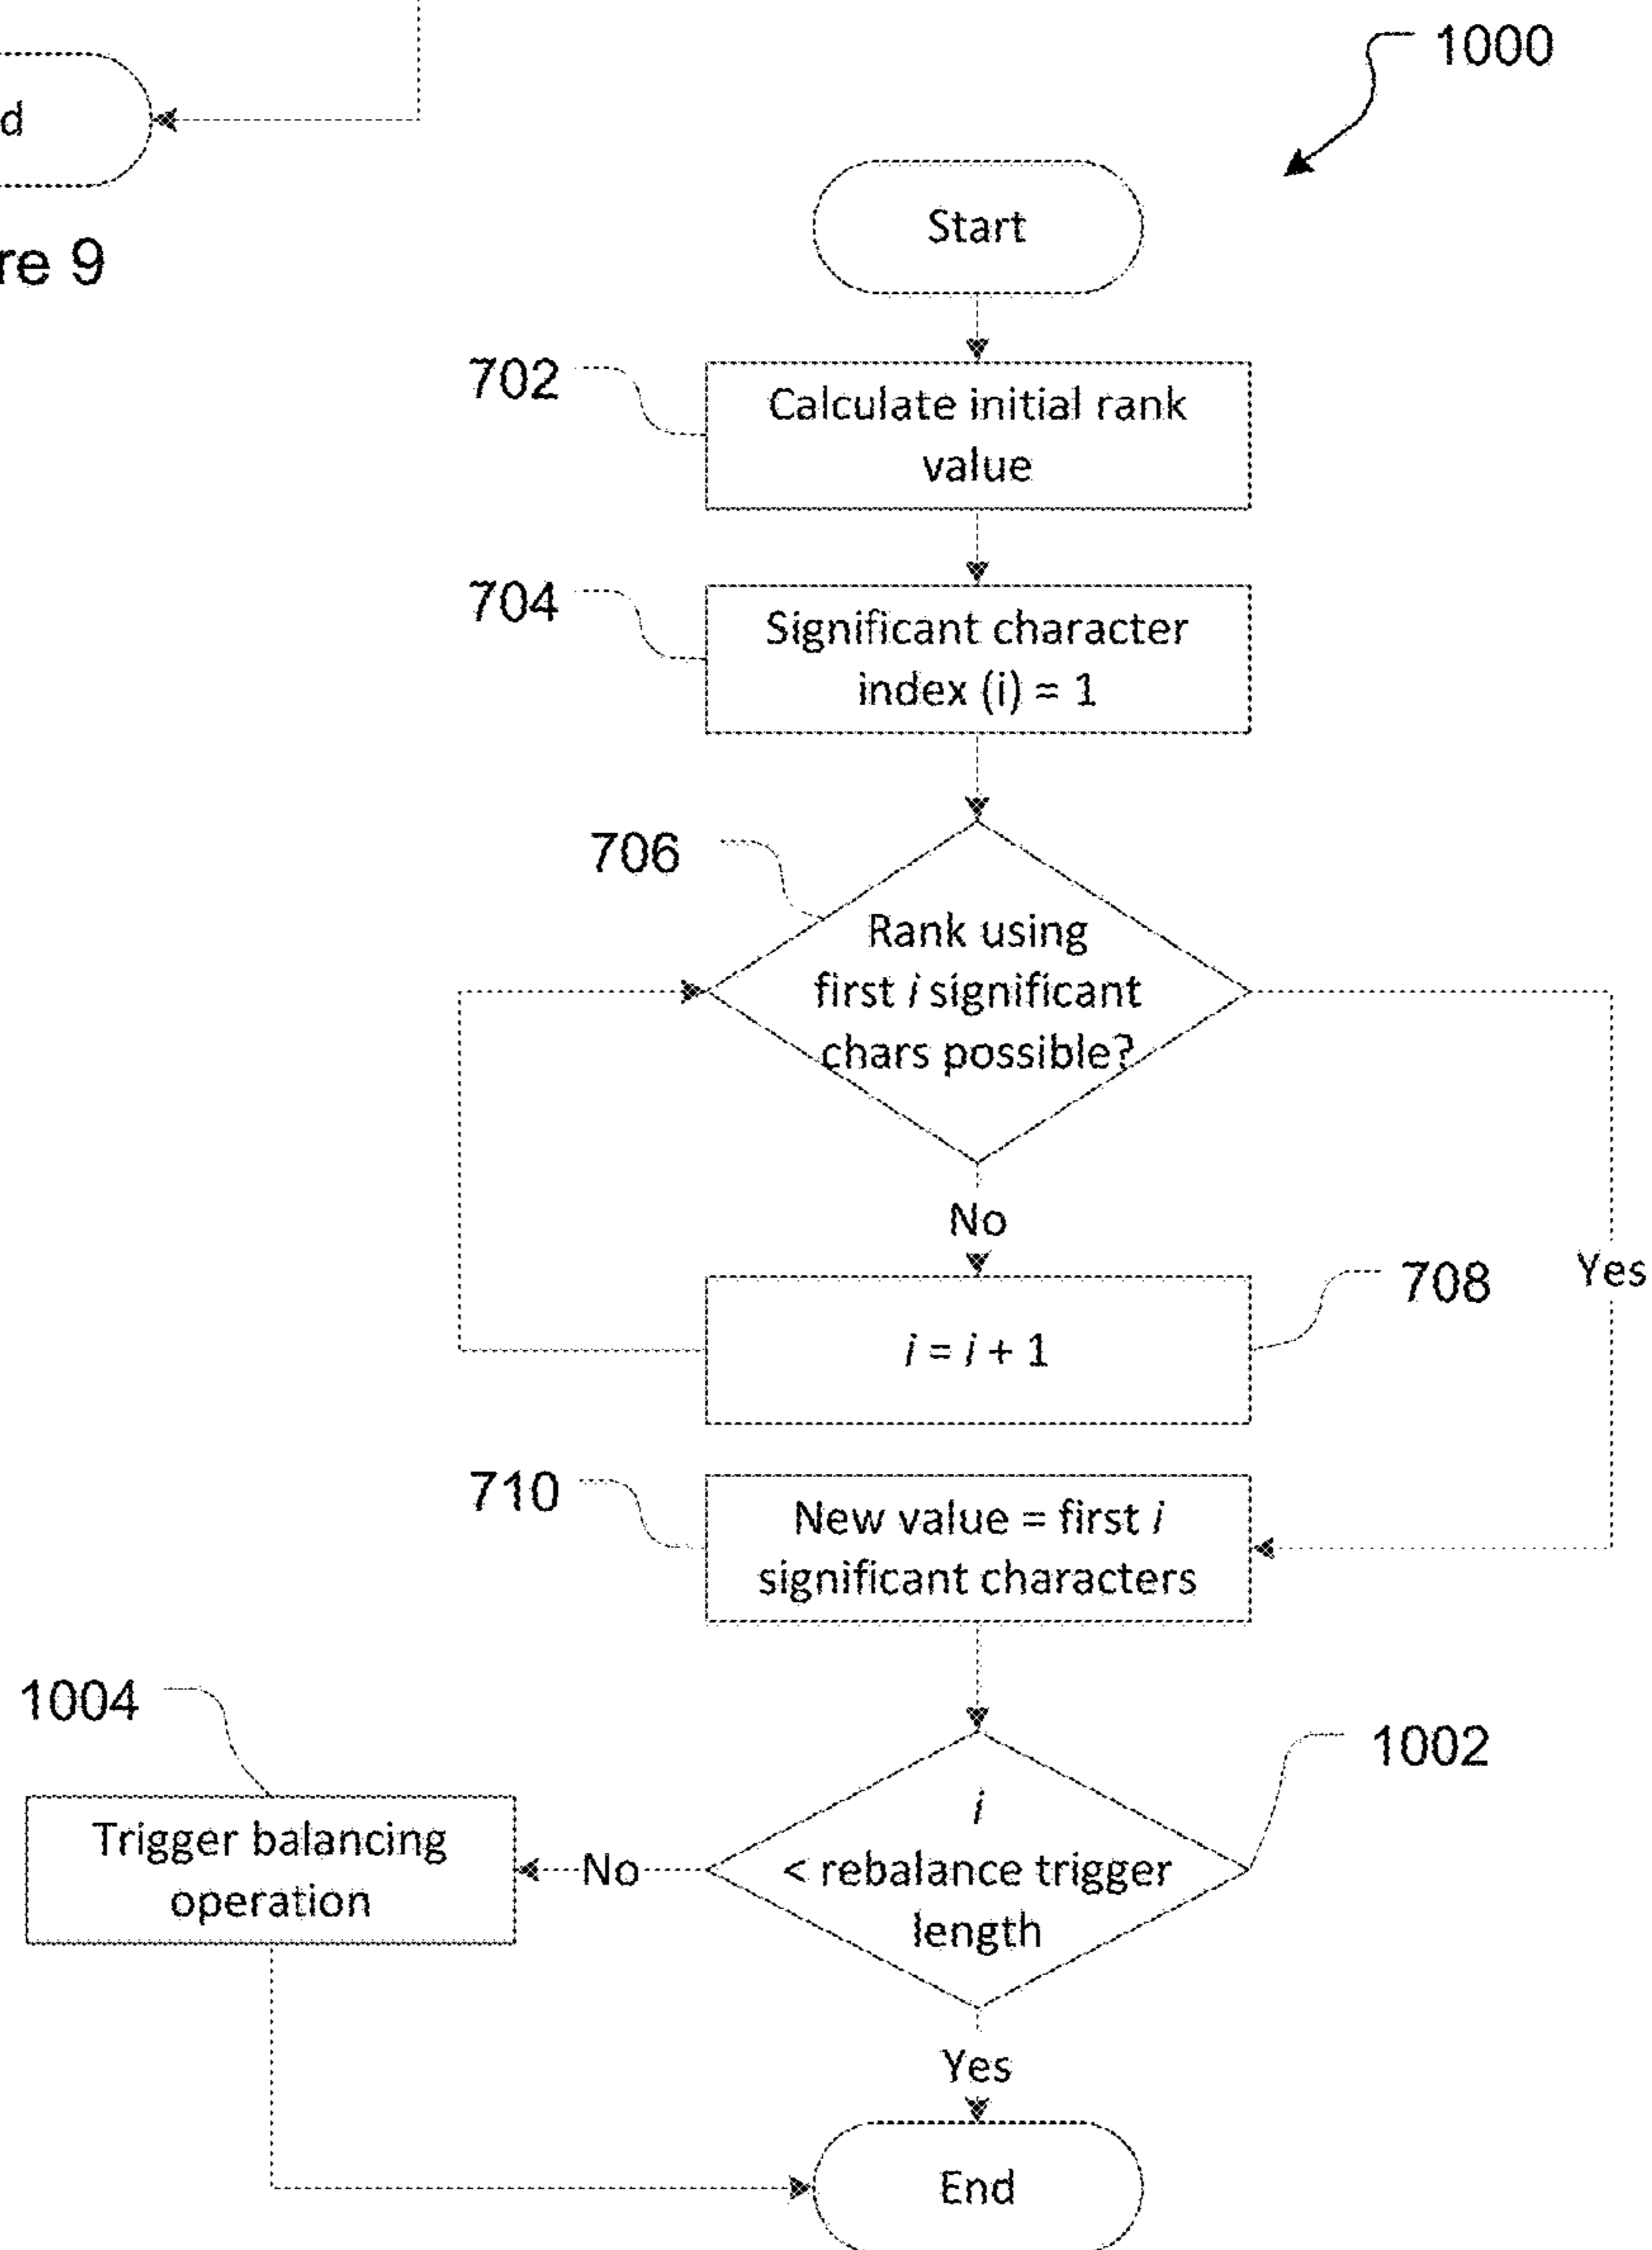 1000
d
Start
re 9
702
Calculate initial rank
value
704
Significant character
index (i) = 1
706
Rank using
first i significant
chars possible?
No
708
Yes
i = i + 1
710
New value = first i
significant characters
1004
1002
i
Trigger balancing
operation
No
< rebalance trigger
length
Yes
End